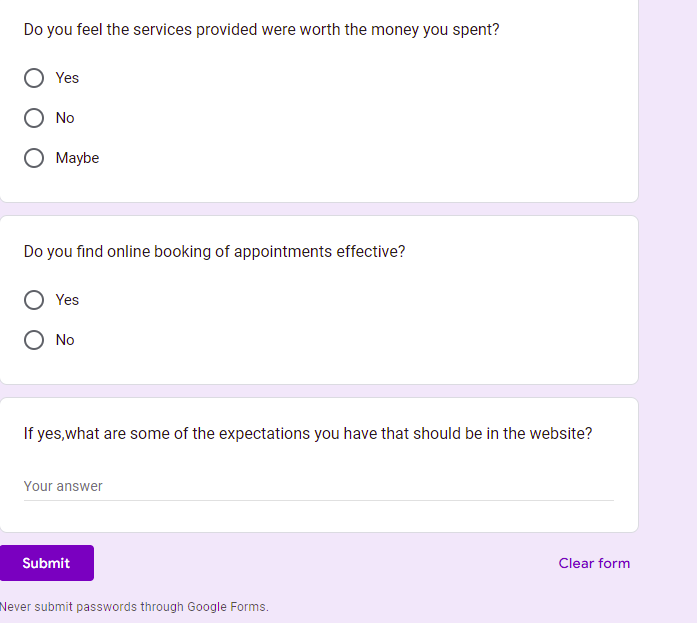 Do you feel the services provided were worth the money you spent?
Yes
No
Maybe
Do you find online booking of appointments effective?
Yes
No
If yes,what are some of the expectations you have that should be in the website?
Your answer
Submit
Clear form
Never submit passwords through Google Forms.